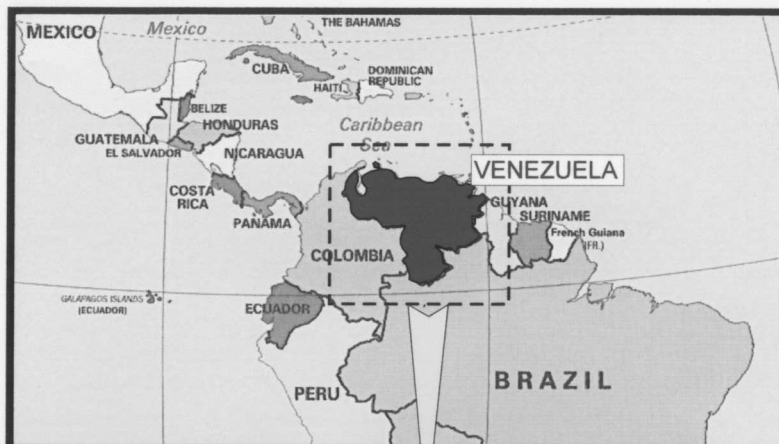 THE BAHAMAS
MEXICO
Mexico
CUBA
DOMINICAN
REPUBLIC
HAITI
BELIZE
HONDURAS
Caribbean
Sea
GUATEMALA
EL SALVADOR
NICARAGUA
VENEZUELA
COSTA
RICA
PANAMA
GUYANA
SURINAME
French Guiana
(FR.)
COLOMBIA
GALAPAGOS ISLANDS
(ECUADOR)
ECUADOR
PERU
BRAZIL